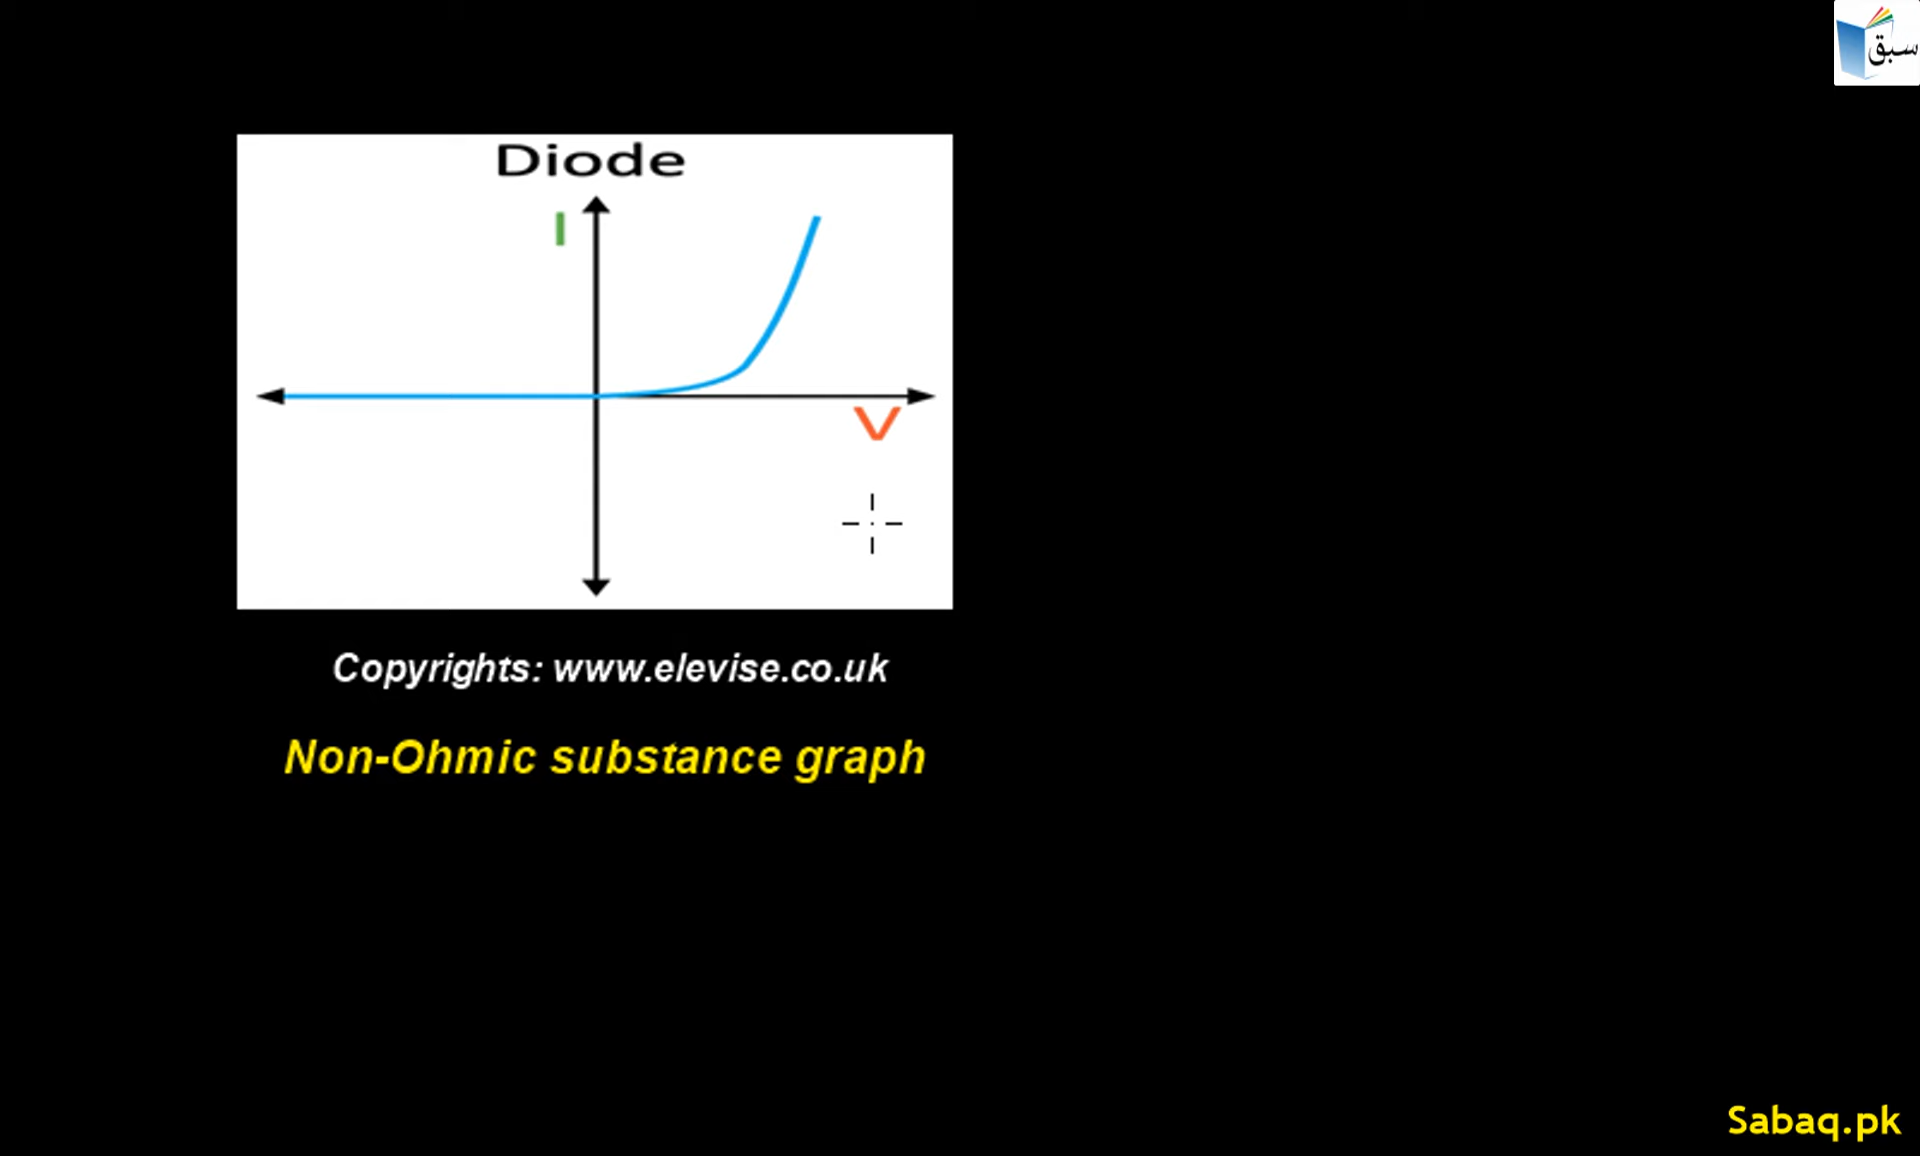 سبق
Diode
I
V
Copyrights: www.elevise.co.uk
Non-Ohmic substance graph
Sabaq.pk